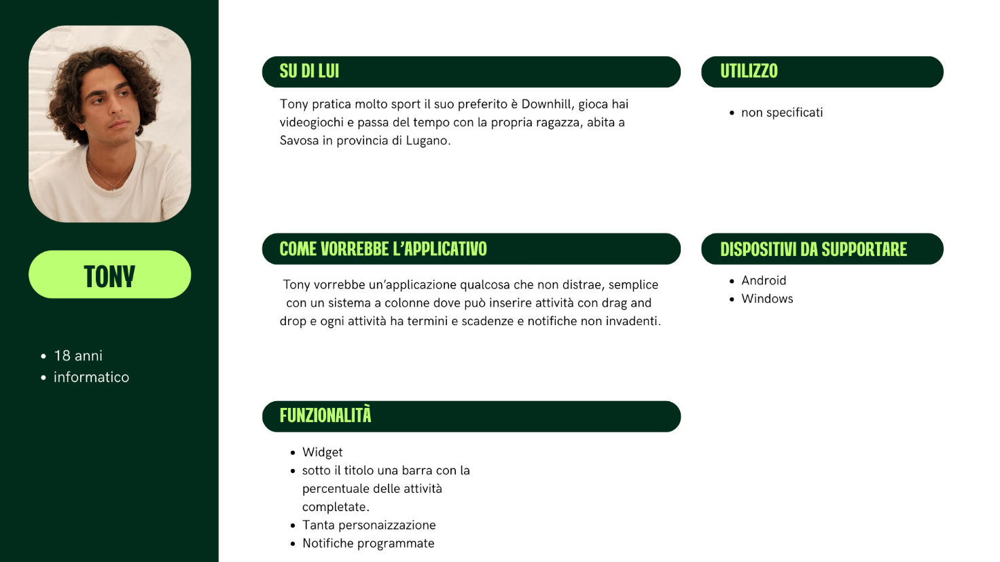 TONY
18 anni
informatico
SU DI LUI
Tony pratica molto sport il suo preferito è Downhill, gioca hai
videogiochi e passa del tempo con la propria ragazza, abita a
Savosa in provincia di Lugano.
UTILIZZO
non specificati
COME VORREBBE L'APPLICATIVO
Tony vorrebbe un'applicazione qualcosa che non distrae, semplice
con un sistema a colonne dove può inserire attività con drag and
drop e ogni attività ha termini e scadenze e notifiche non invadenti.
DISPOSITIVI DA SUPPORTARE
Android
Windows
FUNZIONALITÀ
Widget
sotto il titolo una barra con la
percentuale delle attività
completate.
Tanta personaizzazione
Notifiche programmate